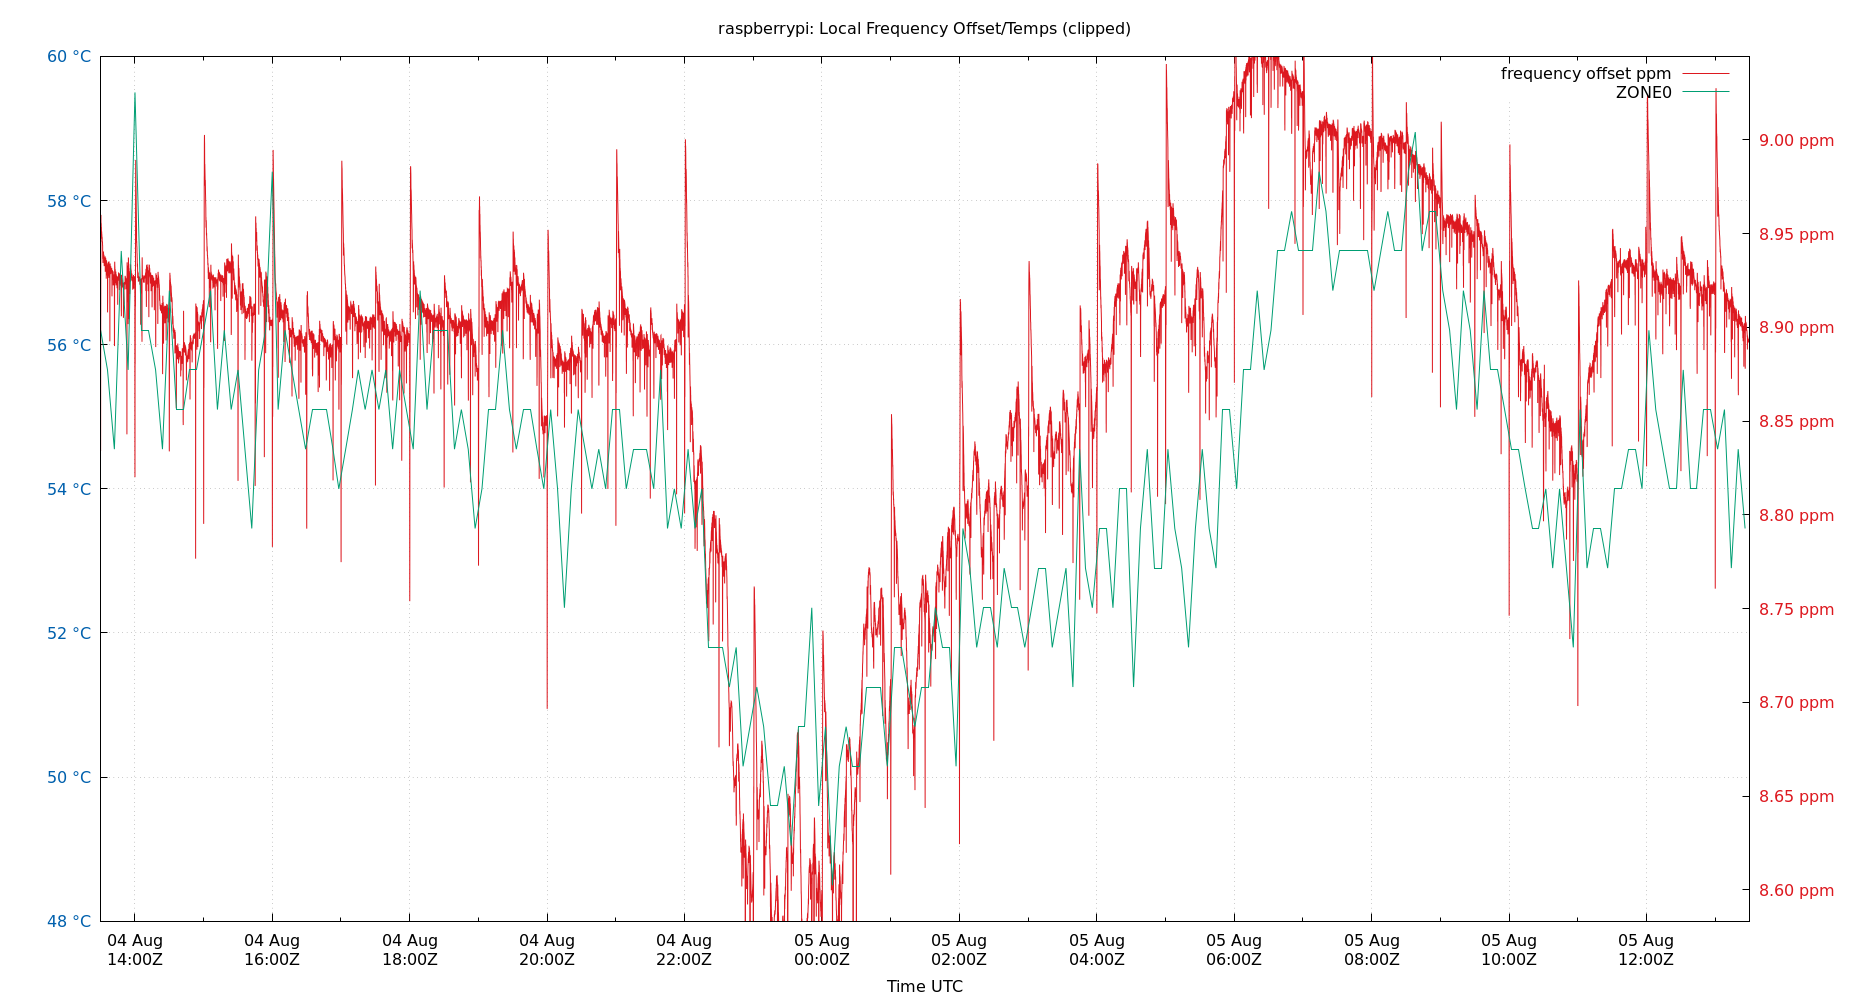 raspberrypi: Local Frequency Offset/Temps (clipped)
60 °C
58 °C
56 °C
54 °C
52 °C
50 °C
48 °C
frequency offset ppm
ZONE0
9.00 ppm
8.95 ppm
8.90 ppm
8.85 ppm
8.80 ppm
8.75 ppm
8.70 ppm
8.65 ppm
8.60 ppm
04 Aug 04 Aug 04 Aug 04 Aug 04 Aug 05 Aug 05 Aug 05 Aug 05 Aug 05 Aug 05 Aug 05 Aug
14:00Z 16:00Z 18:00Z 20:00Z 22:00Z 00:00Z 02:00Z 04:00Z 06:00Z 08:00Z 10:00Z 12:00Z
Time UTC